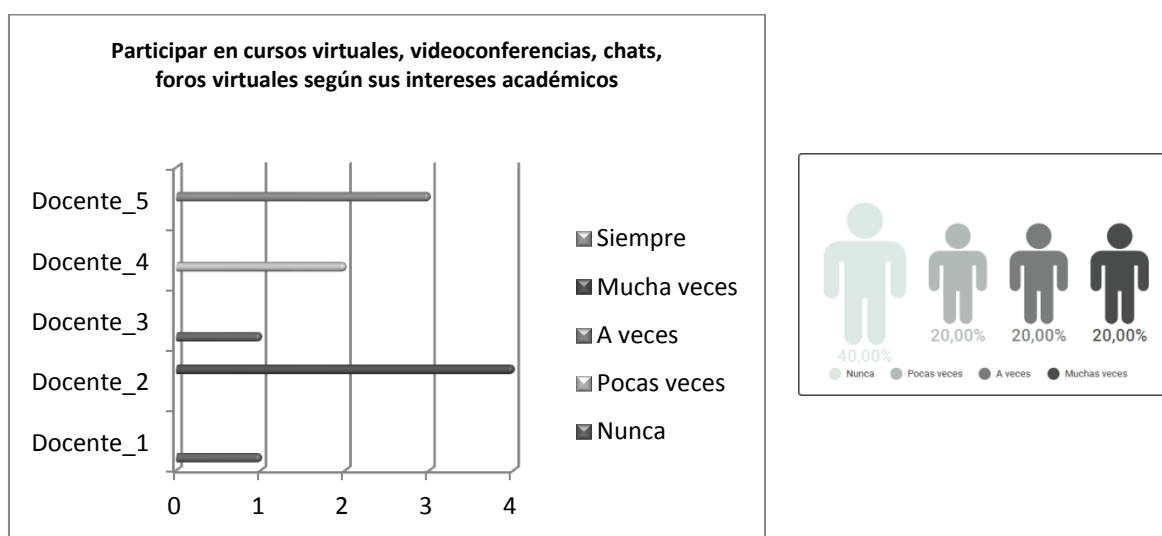 Participar en cursos virtuales, videoconferencias, chats,
foros virtuales según sus intereses académicos
Docente_5
Docente_4
Docente_3
Docente_2
Docente_1
0 1 2 3 4
Siempre
Mucha veces
A veces
Pocas veces
Nunca
40,00% 20,00% 20,00% 20,00%
Nunca Pocas veces A veces Muchas veces